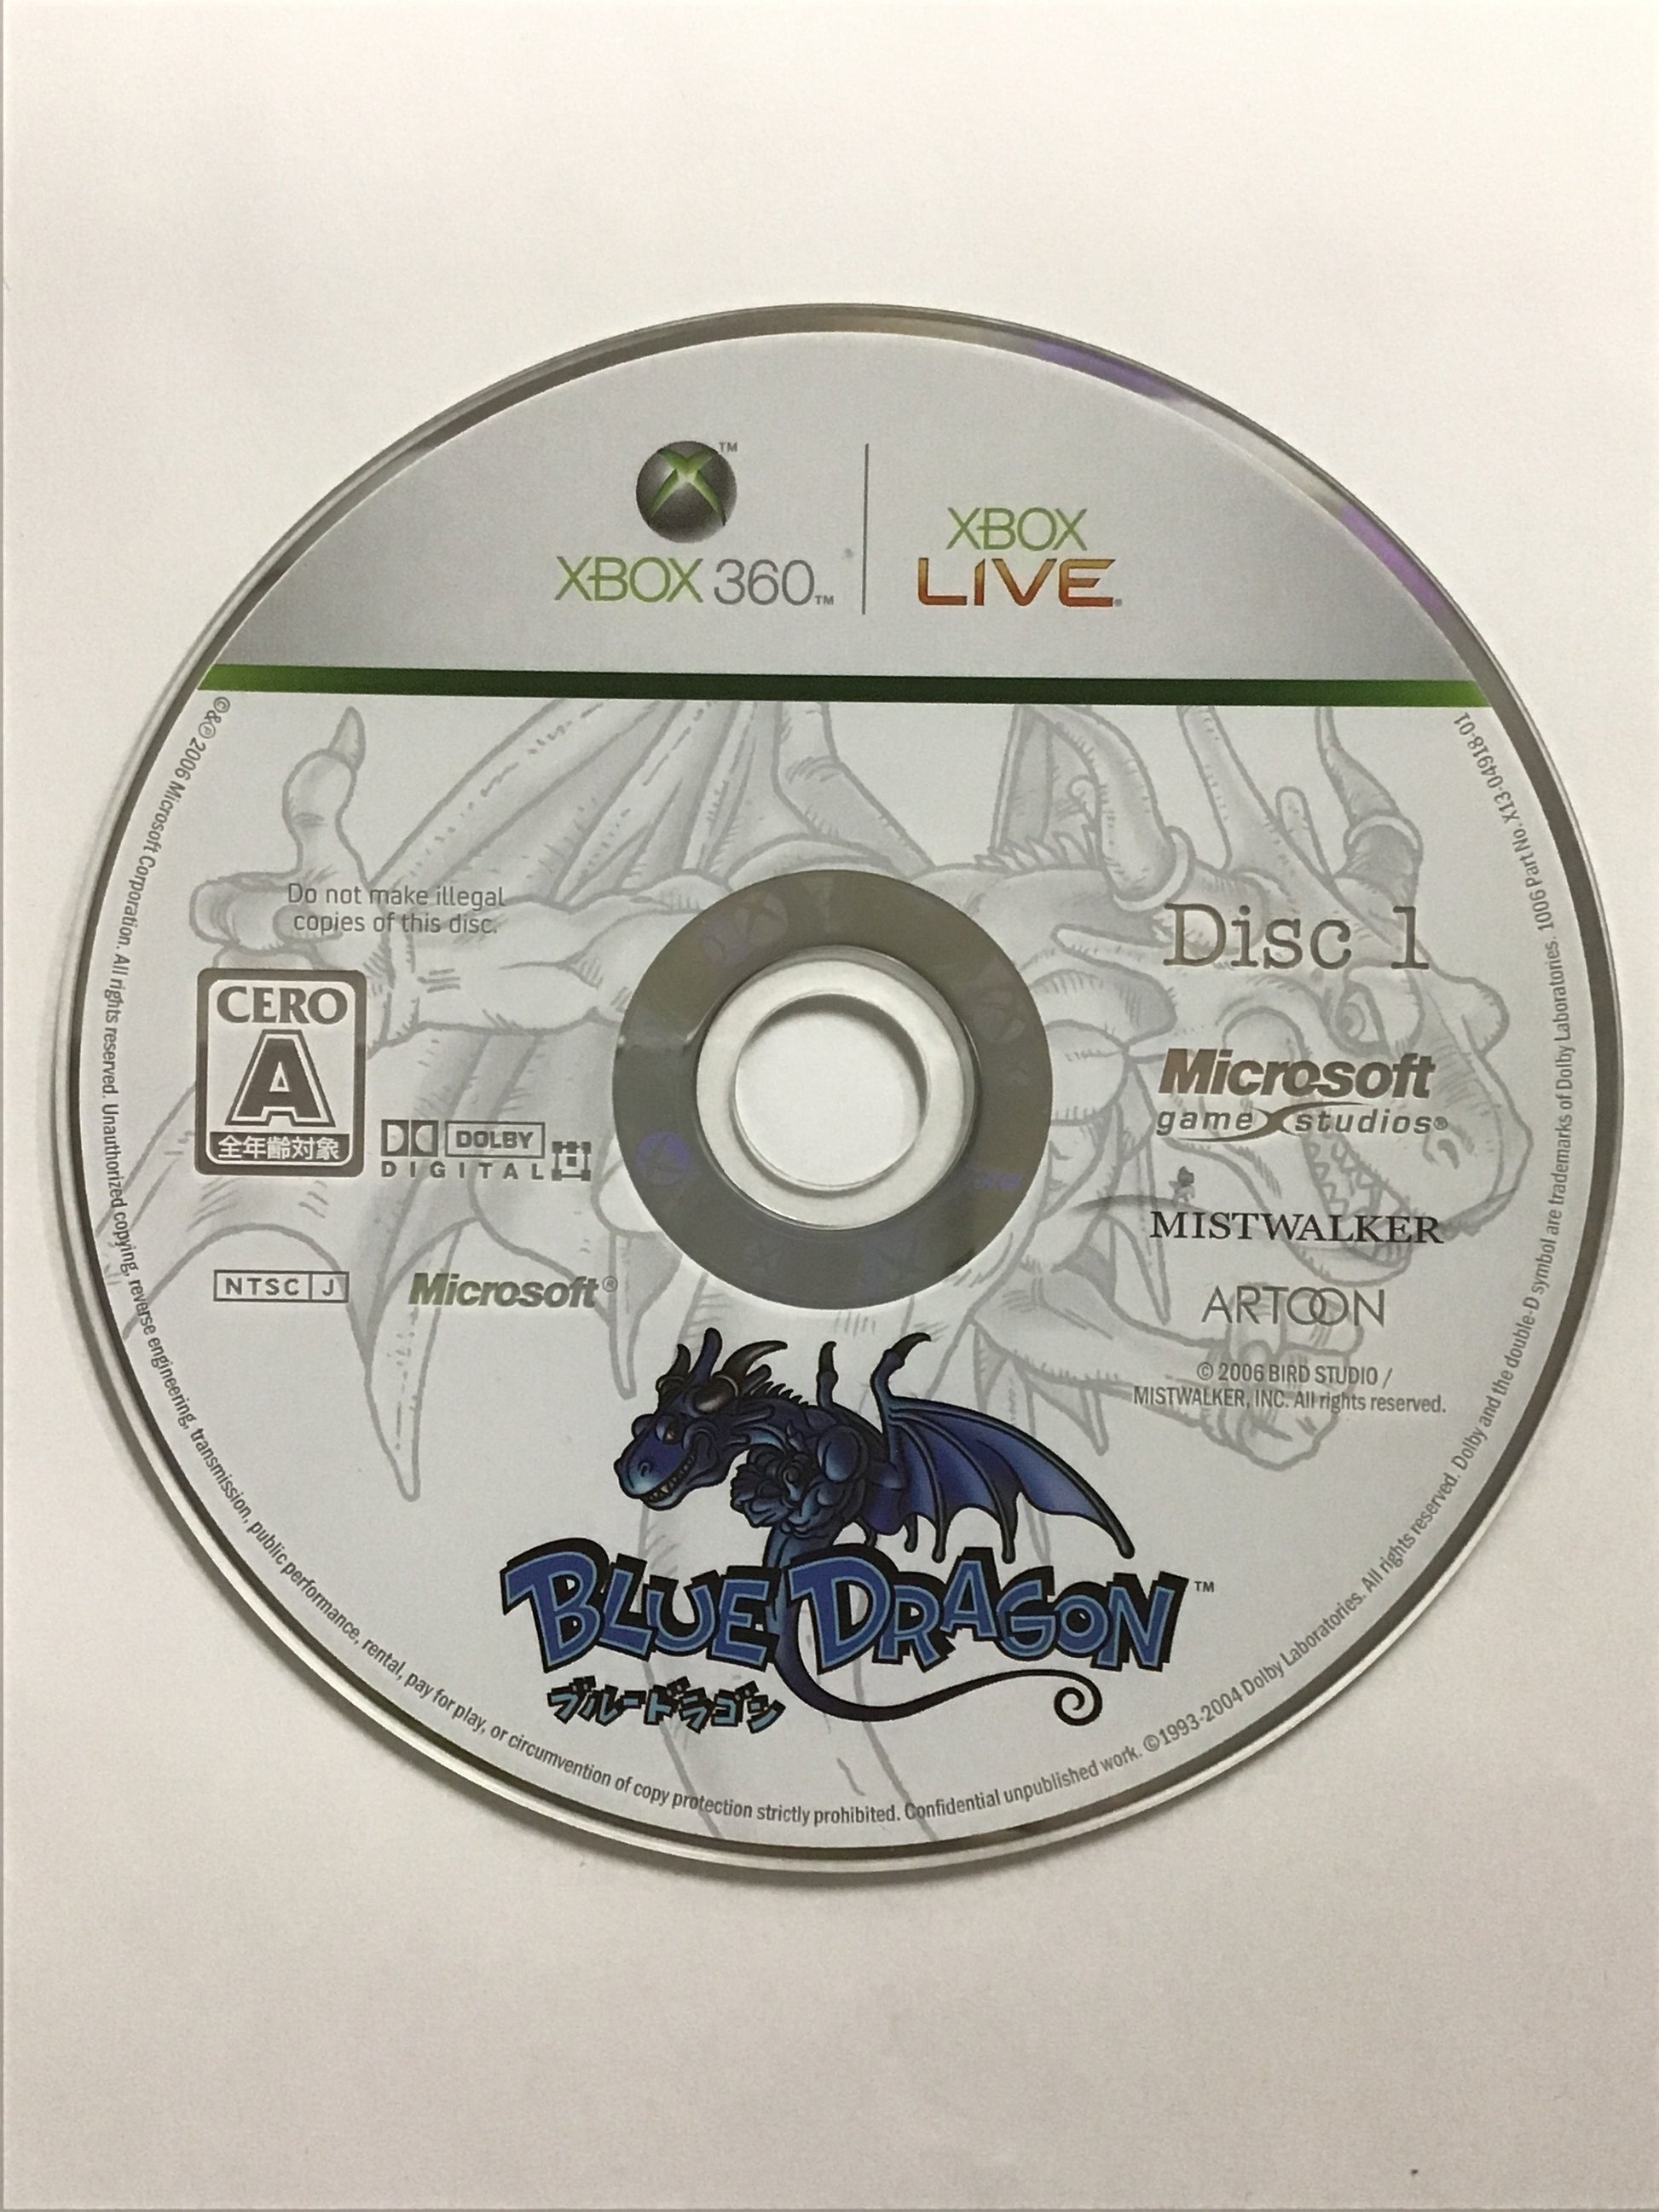 XBOX 360™
XBOX
LIVE
Do not make illegal
copies of this disc.
CERO
A
全年齢対象
DOLBY
DIGITAL
NTSC J
Microsoft®
Disc 1
Microsoft
game studios®
MISTWALKER
ARTOON
© 2006 BIRD STUDIO /
MISTWALKER, INC. All rights reserved.
BLUE DRAGON™
ブルードラゴン
©&℗ 2006 Microsoft Corporation. All rights reserved. Unauthorized copying, reverse engineering, transmission, public performance, rental, pay for play, or circumvention of copy protection strictly prohibited. Confidential unpublished work. ©1993-2004 Dolby Laboratories. All rights reserved. Dolby and the double-D symbol are trademarks of Dolby Laboratories. 1006 Part No. X13-04918-01